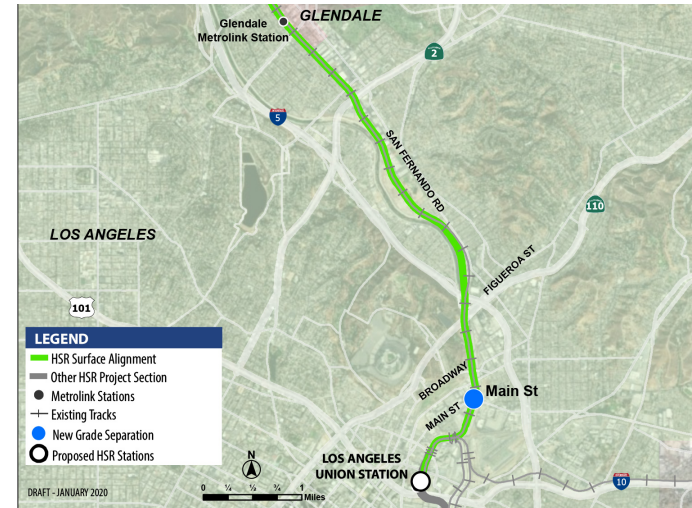 GLENDALE
Glendale
Metrolink Station
2
5
SAN FERNANDO RD
110
LOS ANGELES
FIGUEROA ST
101
LEGEND
HSR Surface Alignment
Other HSR Project Section
Metrolink Stations
Existing Tracks
New Grade Separation
Proposed HSR Stations
BROADWAY
Main St
MAIN ST
LOS ANGELES
UNION STATION
N
0 ¼ ½ ¾ 1
Miles
10
DRAFT - JANUARY 2020